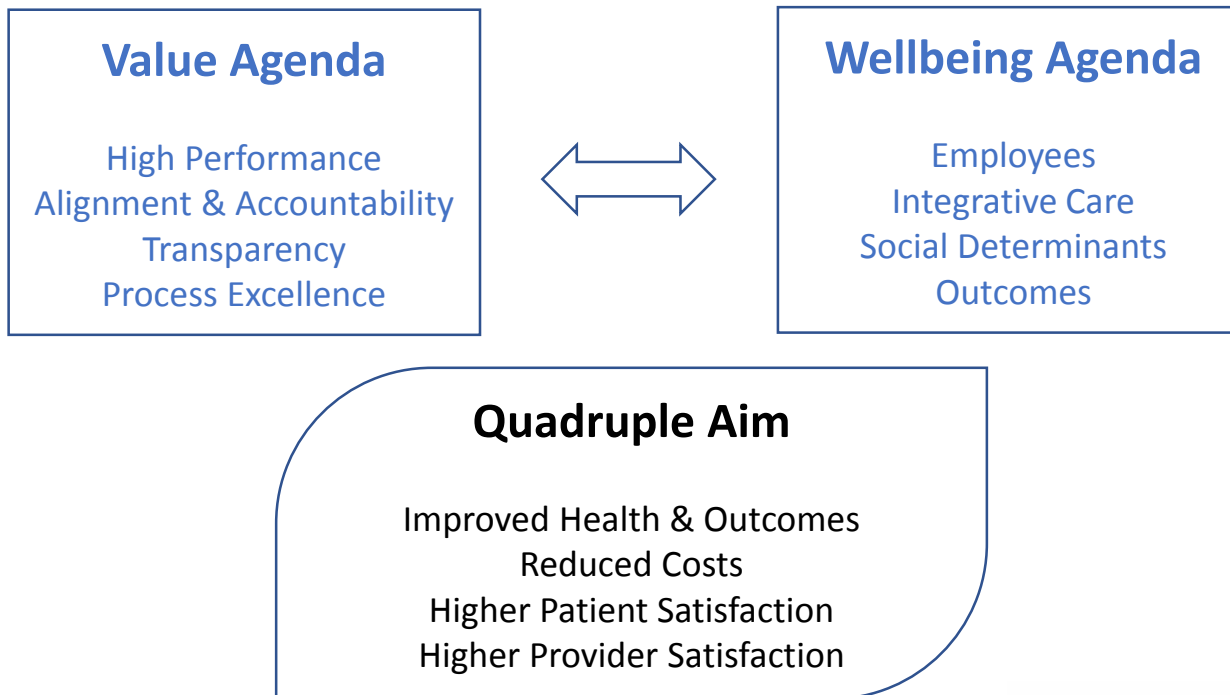 Value Agenda
High Performance
Alignment & Accountability
Transparency
Process Excellence
Wellbeing Agenda
Employees
Integrative Care
Social Determinants
Outcomes
Quadruple Aim
Improved Health & Outcomes
Reduced Costs
Higher Patient Satisfaction
Higher Provider Satisfaction